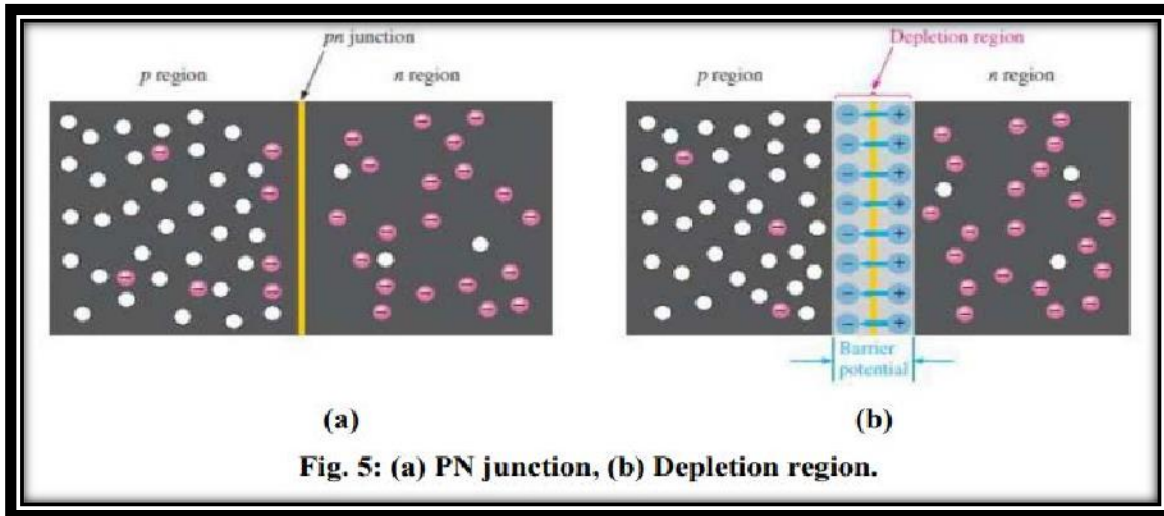 pn junction
p region
n region
Depletion region
p region
n region
Barrier
potential
(a)
(b)
Fig. 5: (a) PN junction, (b) Depletion region.